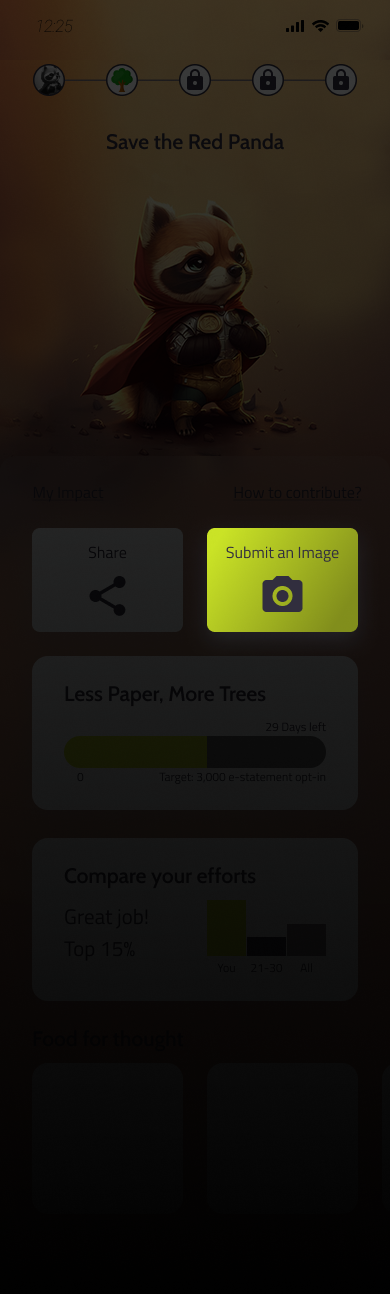 12:25
Save the Red Panda
My Impact
How to contribute?
Share
Submit an Image
Less Paper, More Trees
29 Days left
0
Target: 3,000 e-statement opt-in
Compare your efforts
Great job!
Top 15%
You
21-30
All
Food for thought